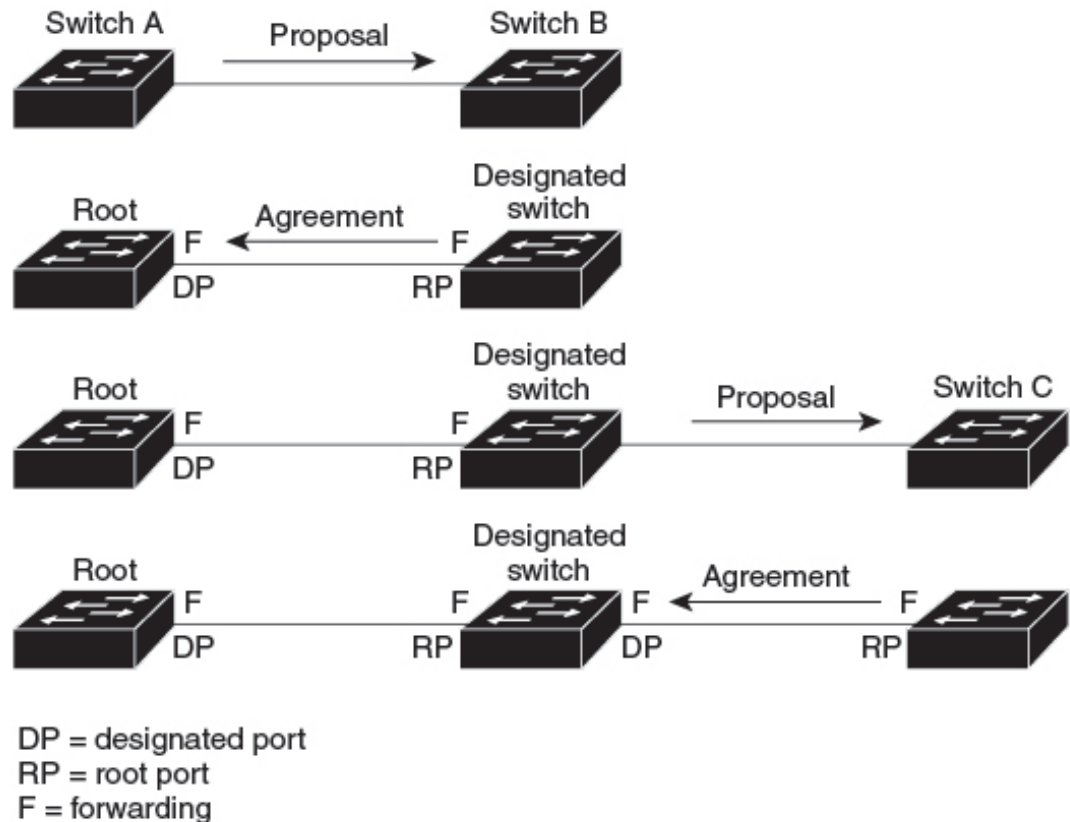 Switch A
Proposal
Switch B
Root
F
DP
Agreement
Designated
switch
F
RP
Root
F
DP
Designated
switch
F
RP
Proposal
Switch C
Root
F
DP
Designated
switch
F
RP
F
DP
Agreement
F
RP
DP = designated port
RP = root port
F = forwarding